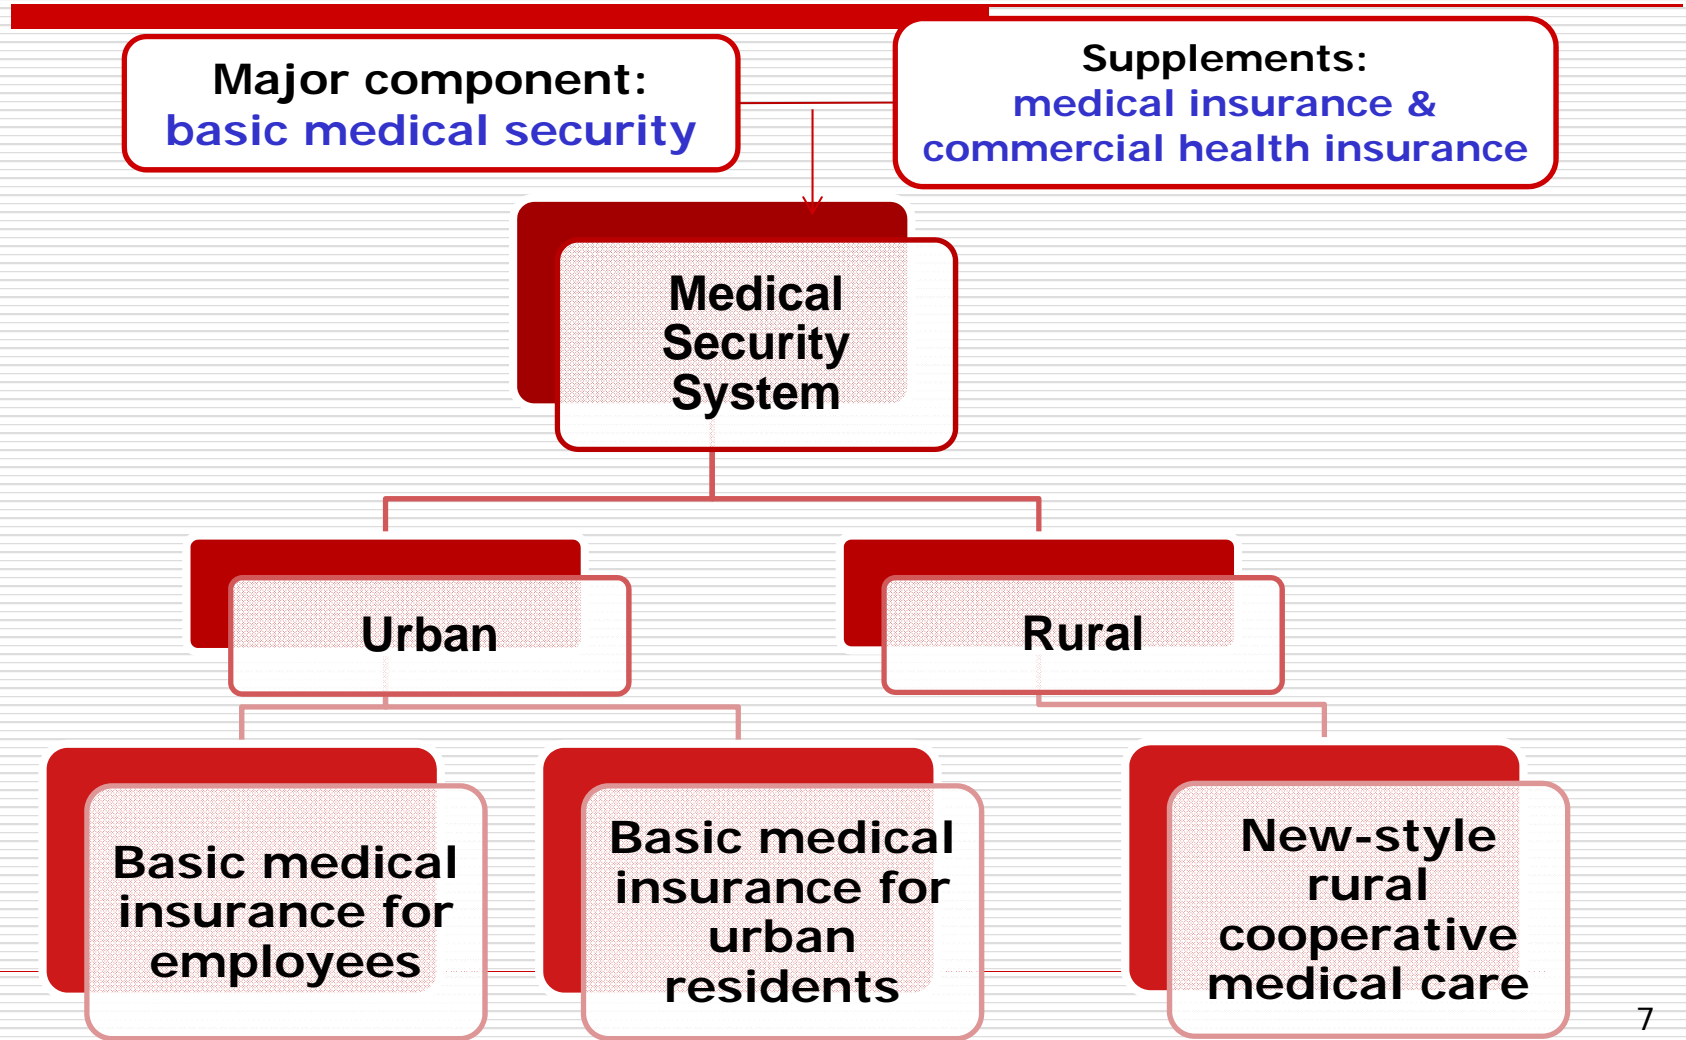 Major component:
basic medical security
Supplements:
medical insurance &
commercial health insurance
Medical
Security
System
Urban
Rural
Basic medical
insurance for
employees
Basic medical
insurance for
urban
residents
New-style
rural
cooperative
medical care
7